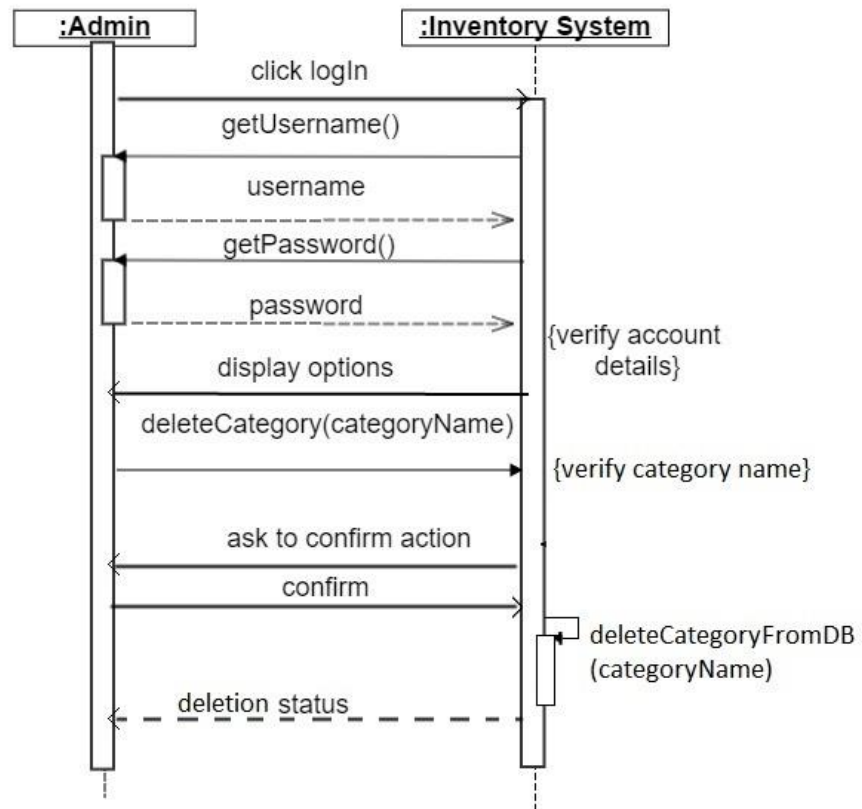 :Admin
:Inventory System
click logIn
getUsername()
username
getPassword()
password
{verify account
details}
display options
deleteCategory(categoryName)
{verify category name}
ask to confirm action
confirm
deleteCategoryFromDB
(categoryName)
deletion status